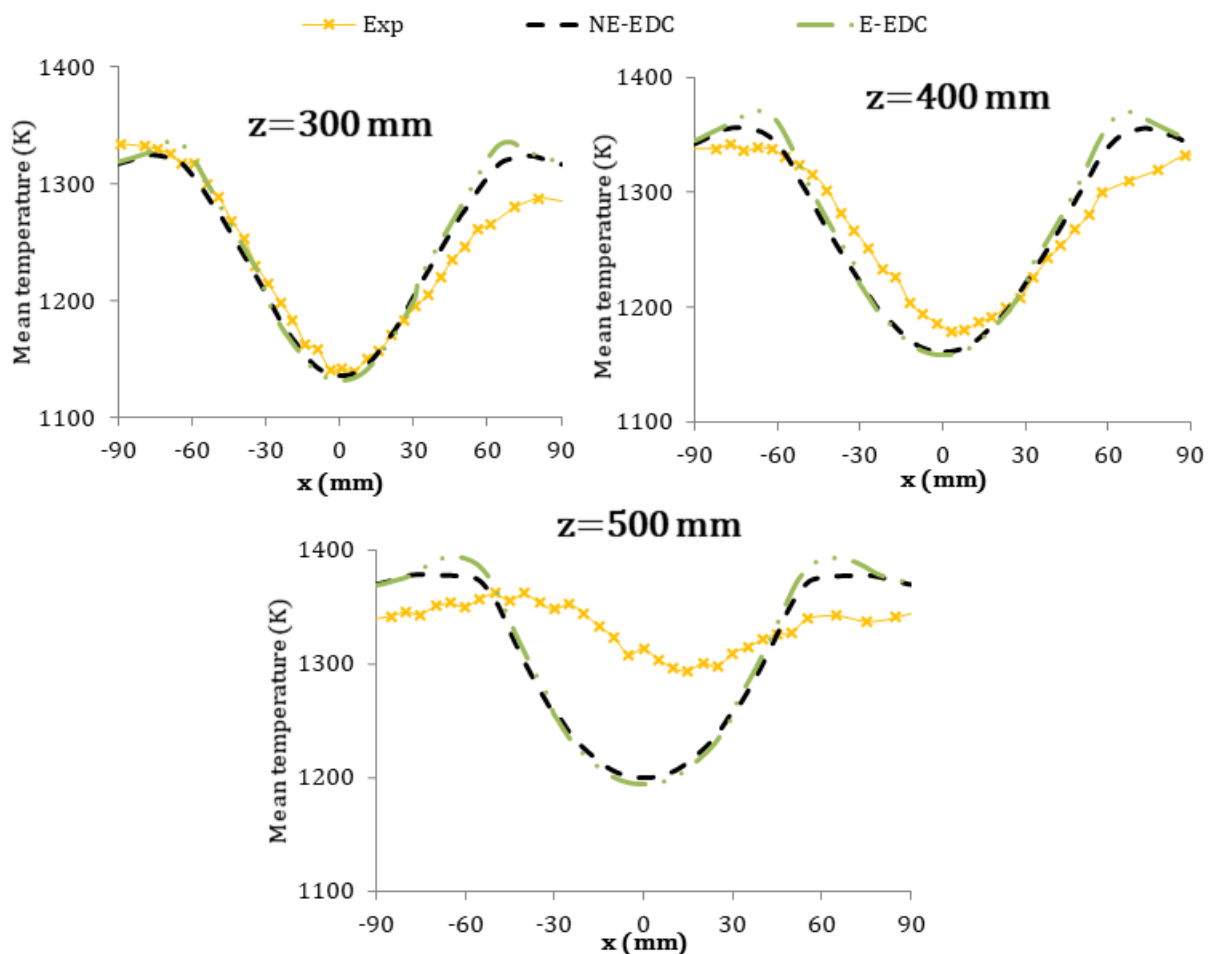 Exp NE-EDC E-EDC
z=300 mm
Mean temperature (K)
1400
1300
1200
1100
-90 -60 -30 0 30 60 90
x (mm)
z=400 mm
Mean temperature (K)
1400
1300
1200
1100
-90 -60 -30 0 30 60 90
x (mm)
z=500 mm
Mean temperature (K)
1400
1300
1200
1100
-90 -60 -30 0 30 60 90
x (mm)